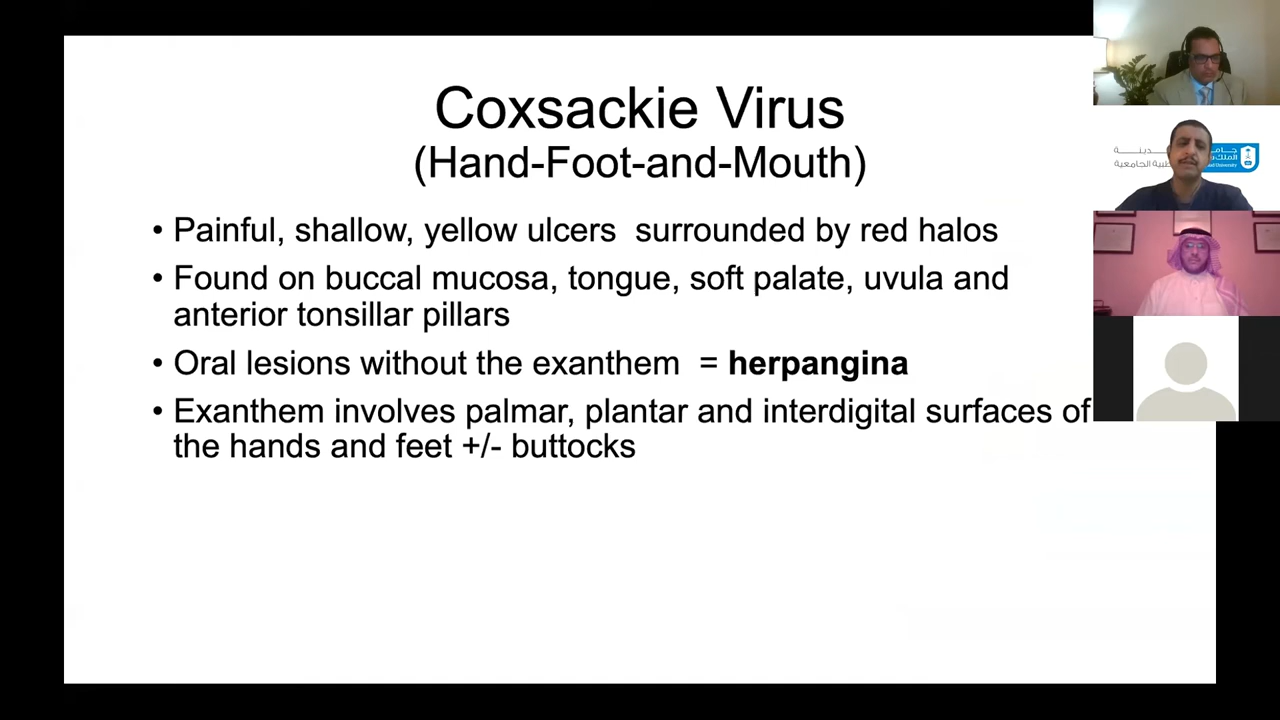 Coxsackie Virus
(Hand-Foot-and-Mouth)
• Painful, shallow, yellow ulcers  surrounded by red halos
• Found on buccal mucosa, tongue, soft palate, uvula and
anterior tonsillar pillars
• Oral lesions without the exanthem  = herpangina
• Exanthem involves palmar, plantar and interdigital surfaces of
the hands and feet +/- buttocks